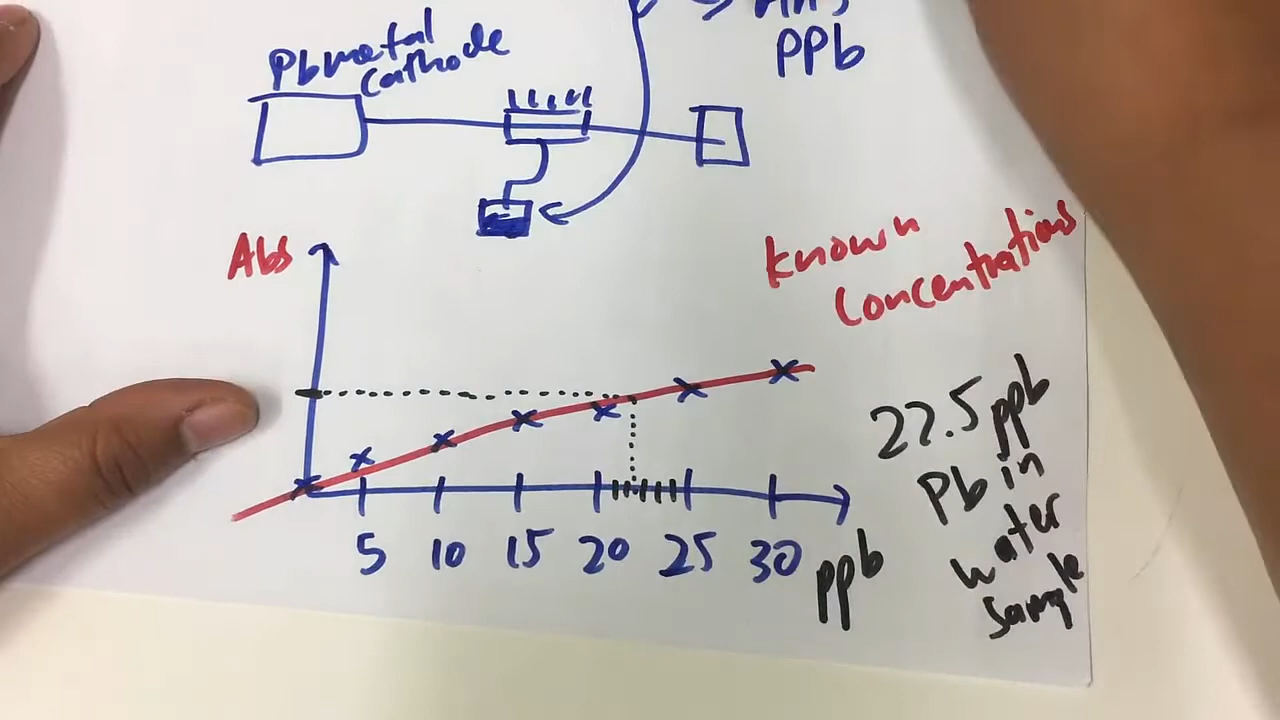 PPb
Pb metal
Cathode
Abs
Known
Concentrations
22.5 ppb
Pb in
water
sample
5 10 15 20 25 30 ppb